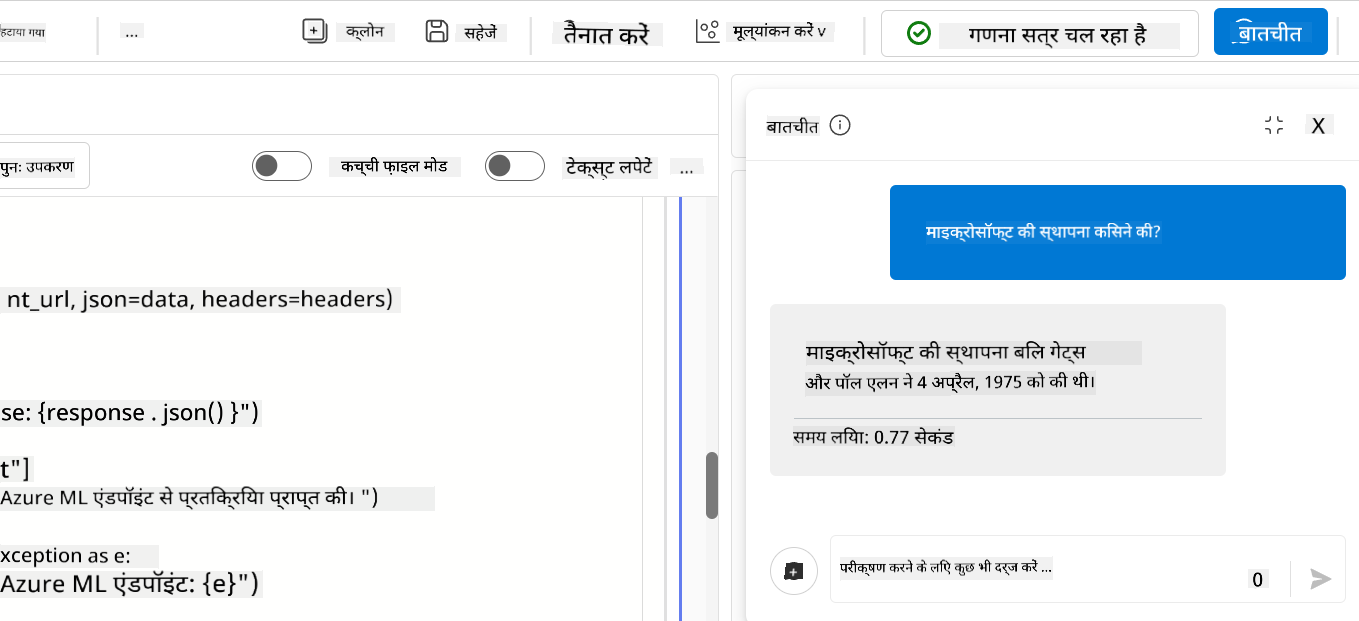 हटाया गया
...
क्लोन
सहेजें
तैनात करें
मूल्यांकन करें v
गणना सत्र चल रहा है
बातचीत
पुनः उपकरण
कच्ची फ़ाइल मोड
टेक्स्ट लपेटें
...
nt_url, json=data, headers=headers)
se: {response . json() }")
t"]
Azure ML एंडपॉइंट से प्रतिक्रिया प्राप्त की। ")
xception as e:
Azure ML एंडपॉइंट: {e}")
बातचीत
X
माइक्रोसॉफ्ट की स्थापना किसने की?
माइक्रोसॉफ्ट की स्थापना बिल गेट्स
और पॉल एलन ने 4 अप्रैल, 1975 को की थी।
समय लिया: 0.77 सेकंड
परीक्षण करने के लिए कुछ भी दर्ज करें ...
0